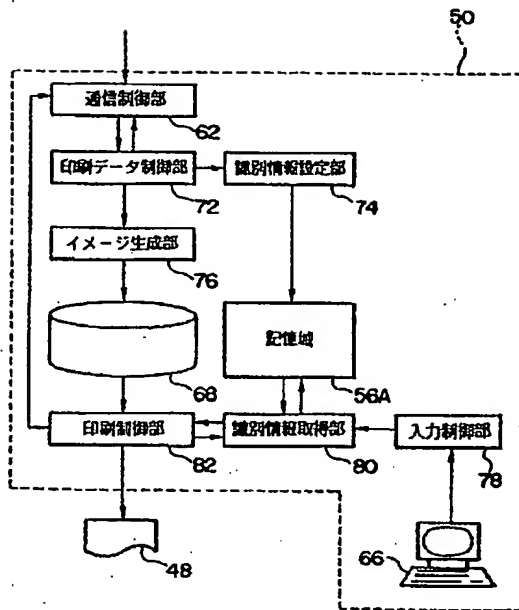 50
通信制御部
62
印刷データ制御部
72
識別情報設定部
74
イメージ生成部
76
68
記憶域
56A
印刷制御部
82
識別情報取得部
80
入力制御部
78
48
66